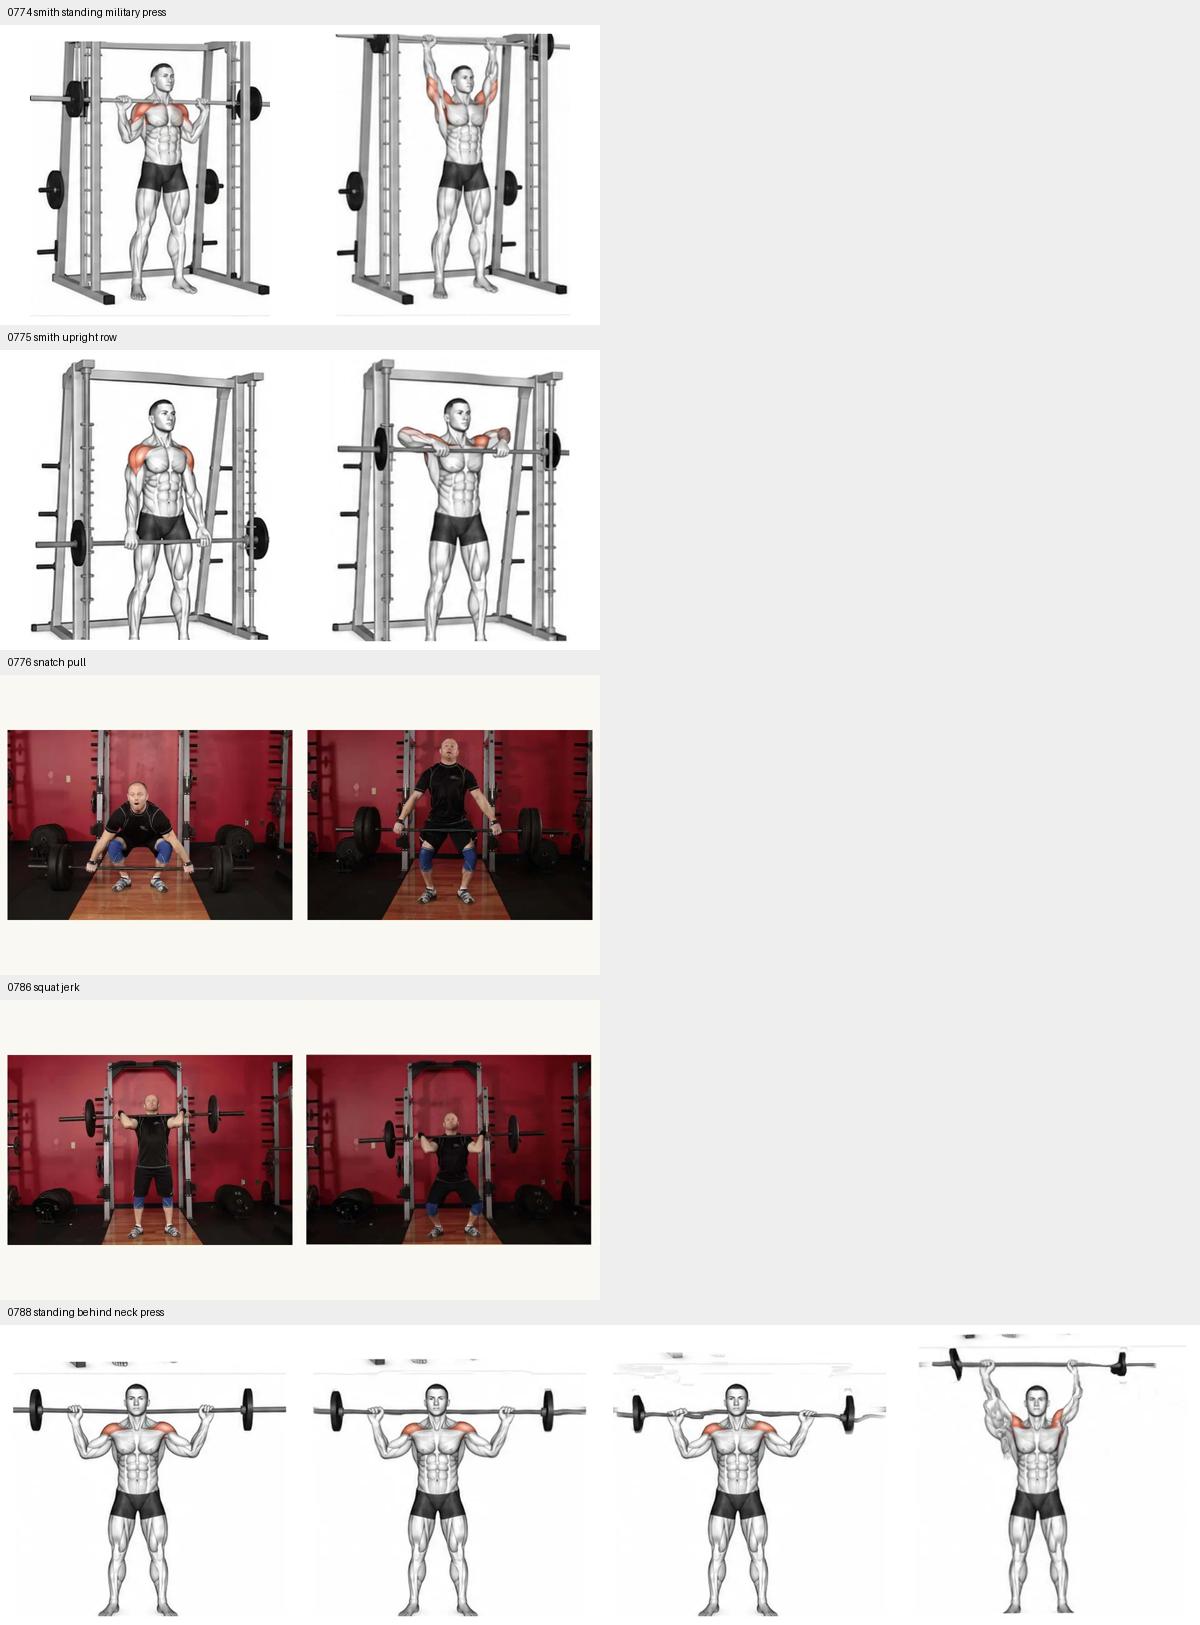 0774 smith standing military press
0775 smith upright row
0776 snatch pull
0786 squat jerk
0788 standing behind neck press